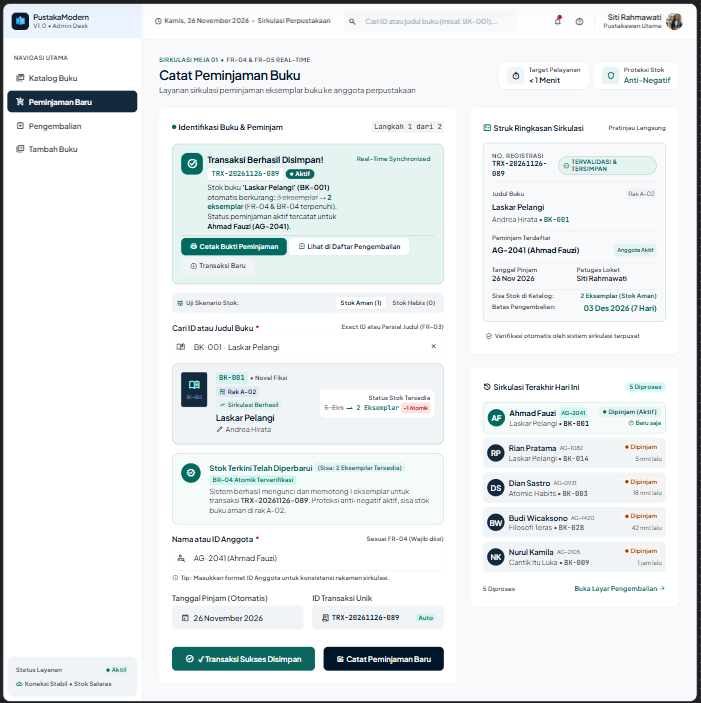 PustakaModern
V1.0 • Admin Desk
Kamis, 26 November 2026 • Sirkulasi Perpustakaan
Cari ID atau judul buku (misal: BK-001)...
Siti Rahmawati
Pustakawan Utama
NAVIGASI UTAMA
Katalog Buku
Peminjaman Baru
Pengembalian
Tambah Buku
SIRKULASI MEJA 01 • FR-04 & FR-05 REAL-TIME
Catat Peminjaman Buku
Layanan sirkulasi peminjaman eksemplar buku ke anggota perpustakaan
Target Pelayanan
< 1 Menit
Proteksi Stok
Anti-Negatif
Identifikasi Buku & Peminjam
Langkah 1 dari 2
Transaksi Berhasil Disimpan!
Real-Time Synchronized
TRX-20261126-089
• Aktif
Stok buku 'Laskar Pelangi' (BK-001)
otomatis berkurang: 3 eksemplar → 2
eksemplar (FR-04 & BR-04 terpenuhi).
Status peminjaman aktif tercatat untuk
Ahmad Fauzi (AG-2041).
Cetak Bukti Peminjaman
Lihat di Daftar Pengembalian
Transaksi Baru
Uji Skenario Stok:
Stok Aman (1)
Stok Habis (0)
Cari ID atau Judul Buku *
Exact ID atau Parsial Judul (FR-03)
BK-001 - Laskar Pelangi
BK-001 • Novel Fiksi
Rak A-02
Sirkulasi Berhasil
Laskar Pelangi
Andrea Hirata
BK-001
Status Stok Tersedia
3 Eks → 2 Eksemplar
-1 Atomik
Stok Terkini Telah Diperbarui
(Sisa: 2 Eksemplar Tersedia)
BR-04 Atomik Terverifikasi
Sistem berhasil mengunci dan memotong 1 eksemplar untuk
transaksi TRX-20261126-089. Proteksi anti-negatif aktif, sisa stok
buku aman di rak A-02.
Nama atau ID Anggota *
Sesuai FR-04 (Wajib diisi)
AG-2041 (Ahmad Fauzi)
Tip: Masukkan format ID Anggota untuk konsistensi rekaman sirkulasi.
Tanggal Pinjam (Otomatis)
ID Transaksi Unik
26 November 2026
TRX-20261126-089
Auto
✓ Transaksi Sukses Disimpan
Catat Peminjaman Baru
Struk Ringkasan Sirkulasi
Pratinjau Langsung
NO. REGISTRASI
TRX-20261126-
089
TERVALIDASI &
TERSIMPAN
Judul Buku
Rak A-02
Laskar Pelangi
Andrea Hirata • BK-001
Peminjam Terdaftar
AG-2041 (Ahmad Fauzi)
Anggota Aktif
Tanggal Pinjam
Petugas Loket
26 Nov 2026
Siti Rahmawati
Sisa Stok di Katalog:
2 Eksemplar (Stok Aman)
Batas Pengembalian:
03 Des 2026 (7 Hari)
Verifikasi otomatis oleh sistem sirkulasi terpusat
Sirkulasi Terakhir Hari Ini
5 Diproses
AF
Ahmad Fauzi AG-2041
• Dipinjam (Aktif)
Laskar Pelangi • BK-001
Baru saja
RP
Rian Pratama AG-1082
• Dipinjam
Laskar Pelangi • BK-014
5 mnt lalu
DS
Dian Sastro AG-0931
• Dipinjam
Atomic Habits • BK-003
18 mnt lalu
BW
Budi Wicaksono AG-1420
• Dipinjam
Filosofi Teras • BK-028
42 mnt lalu
NK
Nurul Kamila AG-2105
• Dipinjam
Cantik Itu Luka • BK-009
1 jam lalu
5 Diproses
Buka Layar Pengembalian →
Status Layanan
• Aktif
Koneksi Stabil • Stok Selaras